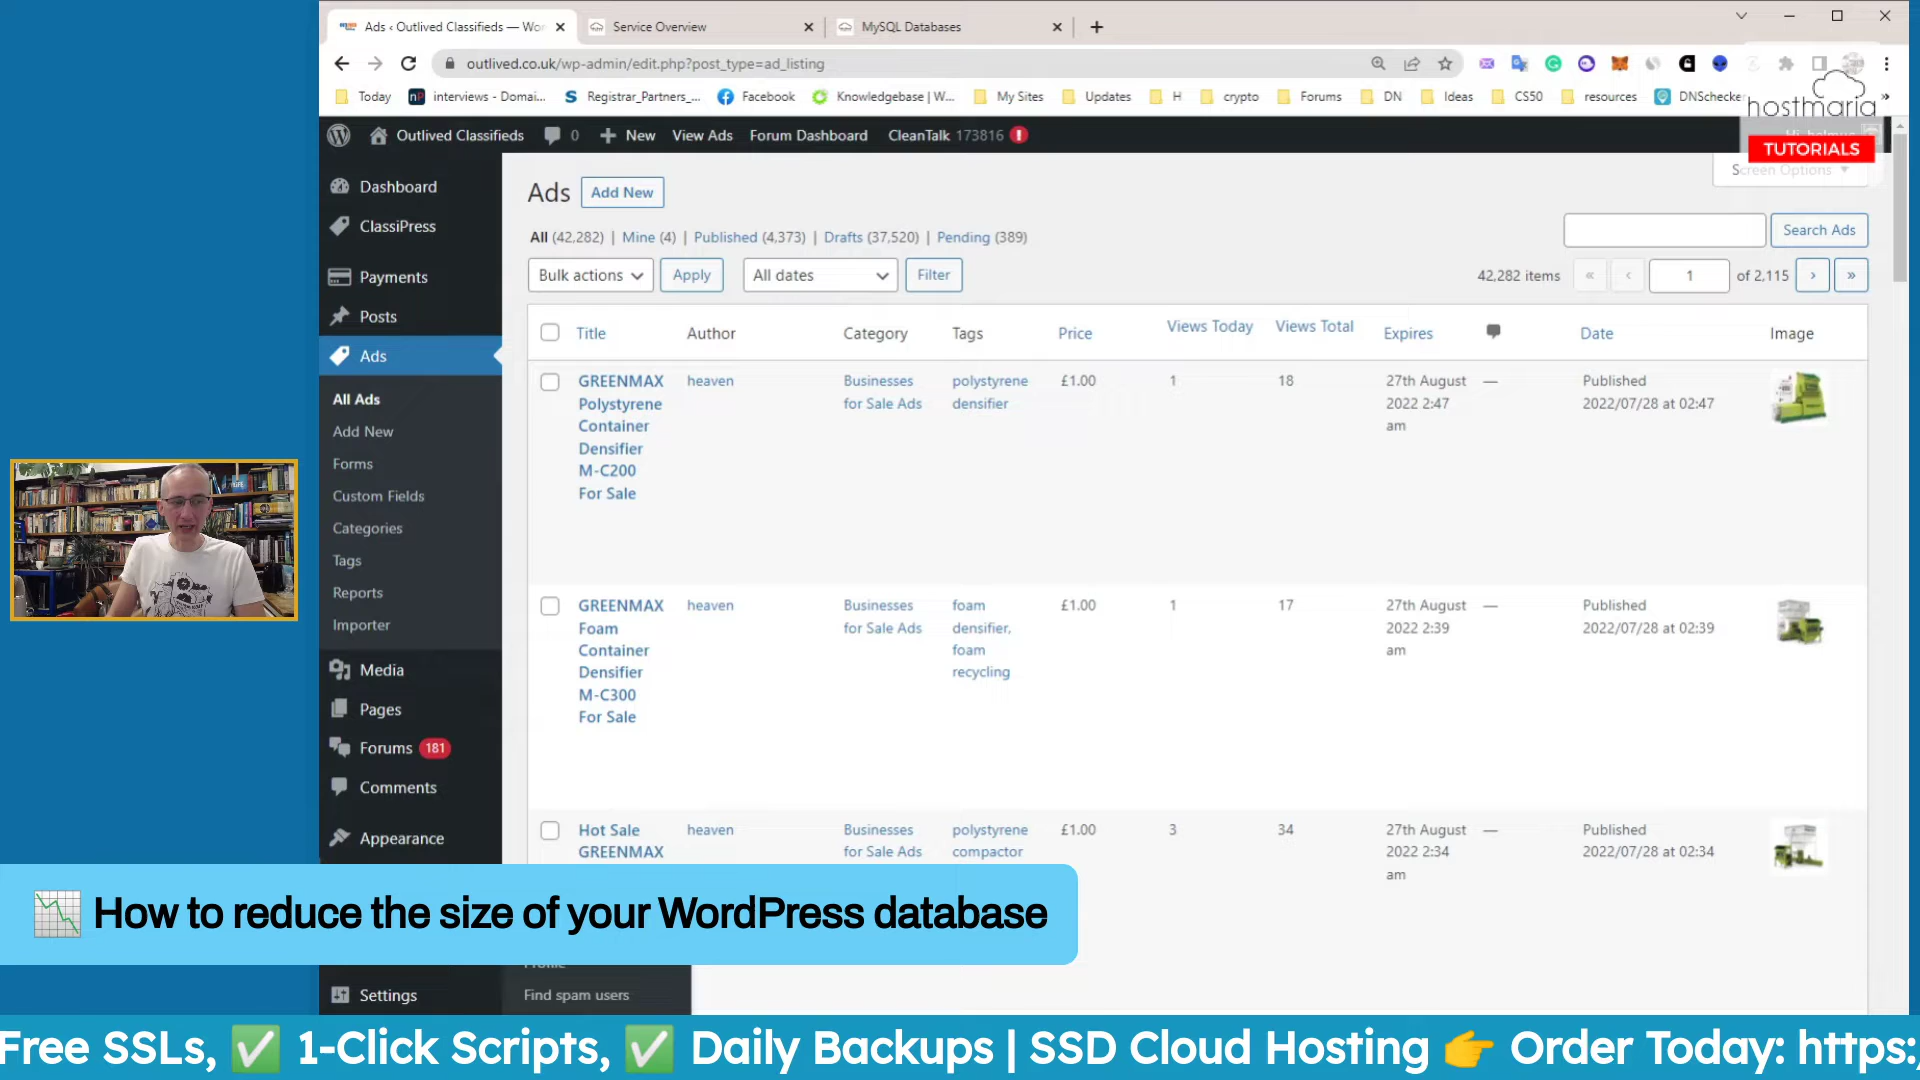 Ads ‹ Outlived Classifieds — Wo
Service Overview
MySQL Databases
outlived.co.uk/wp-admin/edit.php?post_type=ad_listing
Today
interviews - Domai...
Registrar_Partners_...
Facebook
Knowledgebase | W...
My Sites
Updates
H
crypto
Forums
DN
Ideas
CS50
resources
DNSchecke
hostmaria
TUTORIALS
Outlived Classifieds
0
New
View Ads
Forum Dashboard
CleanTalk 173816
Screen Options
Dashboard
ClassiPress
Payments
Posts
Ads
All Ads
Add New
Forms
Custom Fields
Categories
Tags
Reports
Importer
Media
Pages
Forums 181
Comments
Appearance
Settings
Find spam users
Ads
Add New
All (42,282) | Mine (4) | Published (4,373) | Drafts (37,520) | Pending (389)
Search Ads
Bulk actions
Apply
All dates
Filter
42,282 items
« ‹ 1 of 2,115 › »
Title Author Category Tags Price Views Today Views Total Expires Date Image
GREENMAX
Polystyrene
Container
Densifier
M-C200
For Sale
heaven
Businesses
for Sale Ads
polystyrene
densifier
£1.00
1
18
27th August
2022 2:47
am
—
Published
2022/07/28 at 02:47
GREENMAX
Foam
Container
Densifier
M-C300
For Sale
heaven
Businesses
for Sale Ads
foam
densifier,
foam
recycling
£1.00
1
17
27th August
2022 2:39
am
—
Published
2022/07/28 at 02:39
Hot Sale
GREENMAX
heaven
Businesses
for Sale Ads
polystyrene
compactor
£1.00
3
34
27th August
2022 2:34
am
—
Published
2022/07/28 at 02:34
How to reduce the size of your WordPress database
Free SSLs, ✅ 1-Click Scripts, ✅ Daily Backups | SSD Cloud Hosting 👉 Order Today: https: